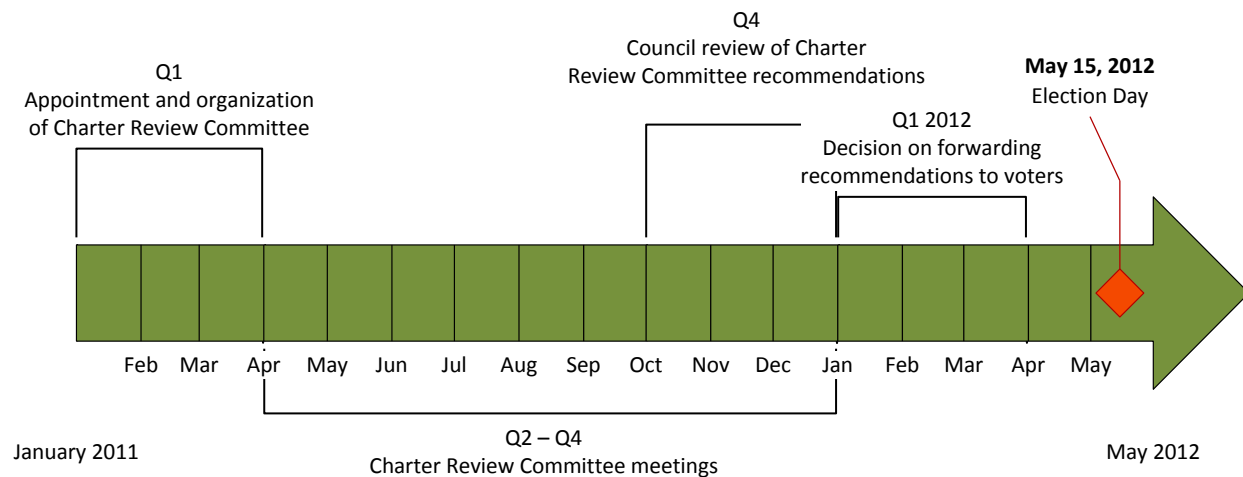 Q1
Appointment and organization
of Charter Review Committee
Q4
Council review of Charter
Review Committee recommendations
May 15, 2012
Election Day
Q1 2012
Decision on forwarding
recommendations to voters
Feb Mar Apr May Jun Jul Aug Sep Oct Nov Dec Jan Feb Mar Apr May
January 2011
Q2 – Q4
Charter Review Committee meetings
May 2012